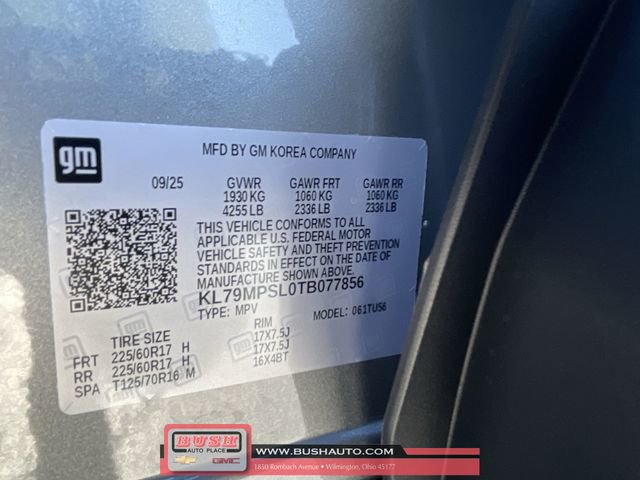 gm
MFD BY GM KOREA COMPANY
09/25 GVWR GAWR FRT GAWR RR
1930 KG 1060 KG 1060 KG
4255 LB 2336 LB 2336 LB
THIS VEHICLE CONFORMS TO ALL
APPLICABLE U.S. FEDERAL MOTOR
VEHICLE SAFETY AND THEFT PREVENTION
STANDARDS IN EFFECT ON THE DATE OF
MANUFACTURE SHOWN ABOVE.
KL79MPSL0TB077856
TYPE: MPV MODEL: 061TU56
TIRE SIZE RIM
FRT 225/60R17 H 17X7.5J
RR 225/60R17 H 17X7.5J
SPA T125/70R16 M 16X4BT
BUSH
AUTO PLACE
GMC
WWW.BUSHAUTO.COM
1850 Rombach Avenue • Wilmington, Ohio 45177